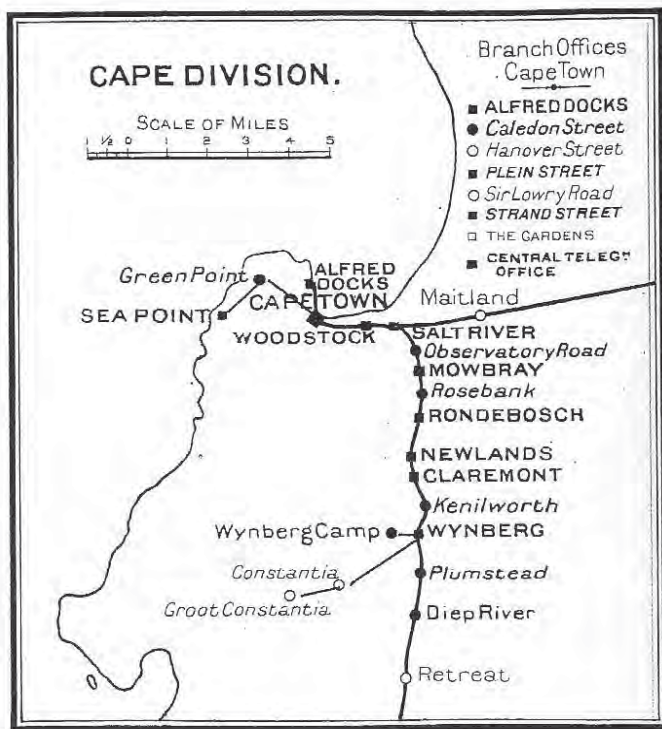 CAPE DIVISION.
SCALE OF MILES
1 ½ 0 1 2 3 4 5
Branch Offices
Cape Town
ALFRED DOCKS
Caledon Street
Hanover Street
PLEIN STREET
Sir Lowry Road
STRAND STREET
THE GARDENS
CENTRAL TELEGM
OFFICE
Green Point
ALFRED
DOCKS
CAPE TOWN
Maitland
SEA POINT
WOODSTOCK
SALT RIVER
Observatory Road
MOWBRAY
Rosebank
RONDEBOSCH
NEWLANDS
CLAREMONT
Kenilworth
Wynberg Camp
WYNBERG
Constantia
Plumstead
Groot Constantia
Diep River
Retreat